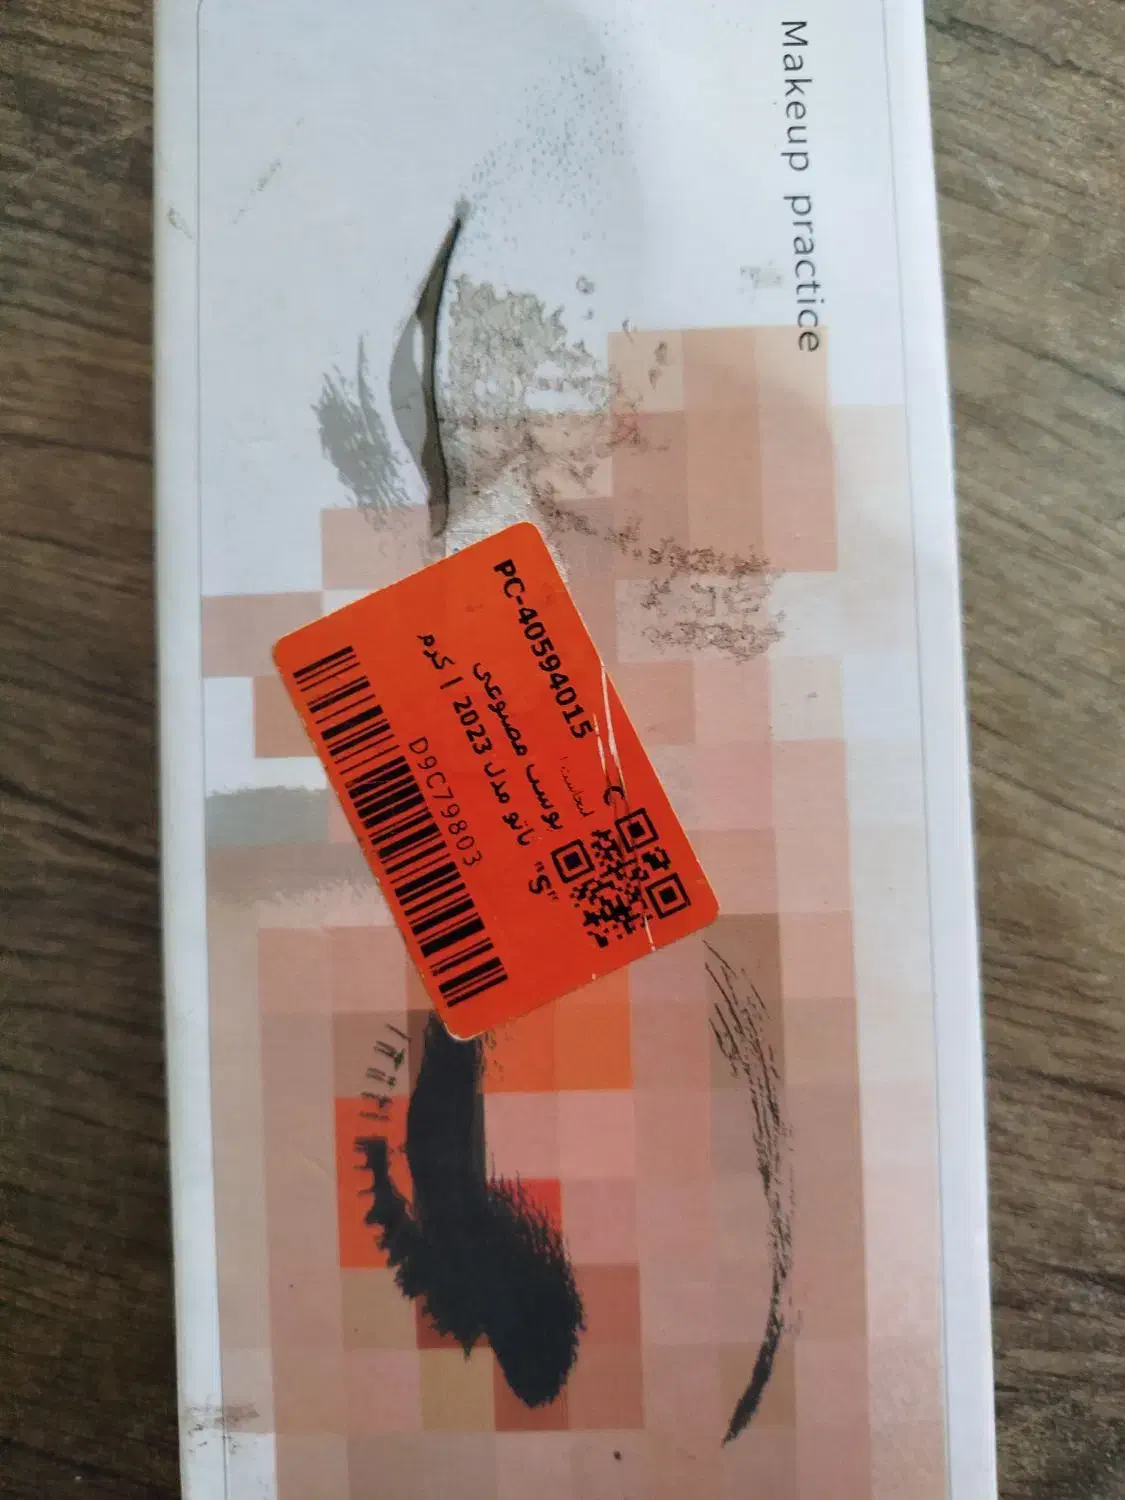 Makeup practice
PC-40594015
پوست مصنوعی
تاتو مدل 2023 | کرم
"S"
D9C79803